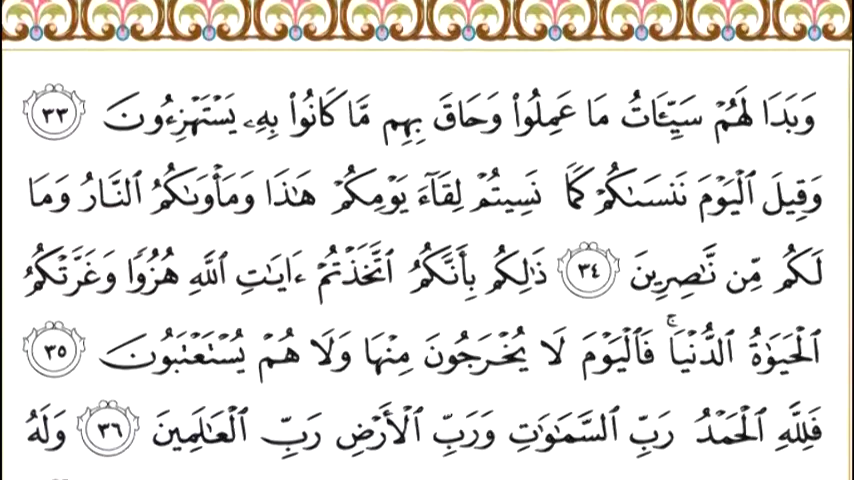 وَبَدَا لَهُمْ سَيِّـَٔاتُ مَا عَمِلُوا۟ وَحَاقَ بِهِم مَّا كَانُوا۟ بِهِۦ يَسْتَهْزِءُونَ ٣٣
وَقِيلَ ٱلْيَوْمَ نَنسَىٰكُمْ كَمَا نَسِيتُمْ لِقَآءَ يَوْمِكُمْ هَـٰذَا وَمَأْوَىٰكُمُ ٱلنَّارُ وَمَا
لَكُم مِّن نَّـٰصِرِينَ ٣٤ ذَٰلِكُم بِأَنَّكُمُ ٱتَّخَذْتُمْ ءَايَـٰتِ ٱللَّهِ هُزُوًا وَغَرَّتْكُمُ
ٱلْحَيَوٰةُ ٱلدُّنْيَا ۚ فَٱلْيَوْمَ لَا يُخْرَجُونَ مِنْهَا وَلَا هُمْ يُسْتَعْتَبُونَ ٣٥
فَلِلَّهِ ٱلْحَمْدُ رَبِّ ٱلسَّمَـٰوَٰتِ وَرَبِّ ٱلْأَرْضِ رَبِّ ٱلْعَـٰلَمِينَ ٣٦ وَلَهُ